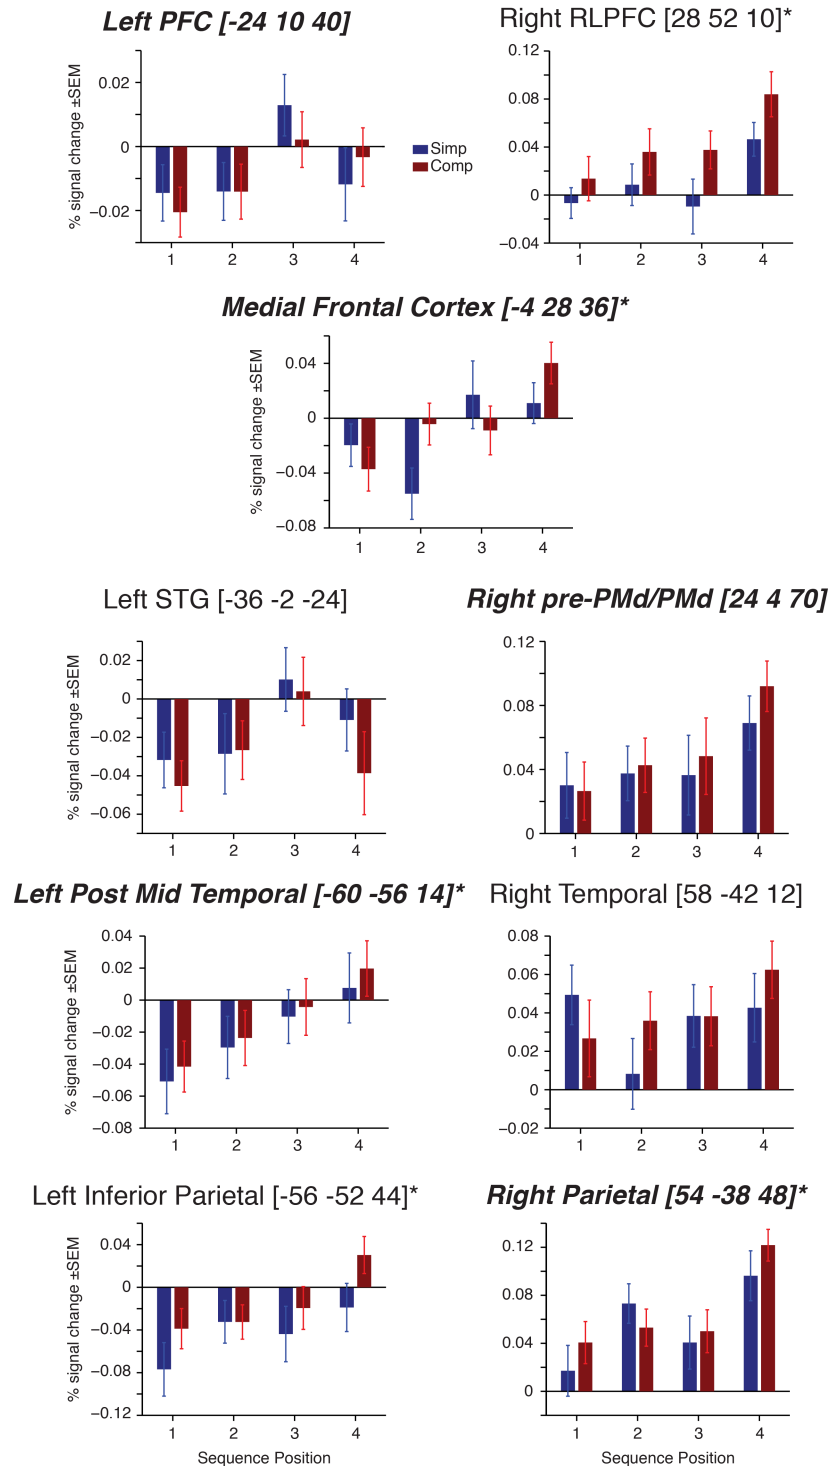 Left PFC [-24 10 40]
Right RLPFC [28 52 10]*
% signal change ±SEM
0.02
0
−0.02
1 2 3 4
Simp
Comp
0.12
0.08
0.04
0
−0.04
1 2 3 4
Medial Frontal Cortex [-4 28 36]*
% signal change ±SEM
0.04
0
−0.04
−0.08
1 2 3 4
Left STG [-36 -2 -24]
Right pre-PMd/PMd [24 4 70]
% signal change ±SEM
0.02
0
−0.02
−0.04
−0.06
1 2 3 4
0.12
0.08
0.04
0
1 2 3 4
Left Post Mid Temporal [-60 -56 14]*
Right Temporal [58 -42 12]
% signal change ±SEM
0.04
0.02
0
−0.02
−0.04
−0.06
−0.08
1 2 3 4
0.08
0.06
0.04
0.02
0
−0.02
1 2 3 4
Left Inferior Parietal [-56 -52 44]*
Right Parietal [54 -38 48]*
% signal change ±SEM
0.04
0
−0.04
−0.08
−0.12
1 2 3 4
Sequence Position
0.12
0.08
0.04
0
1 2 3 4
Sequence Position